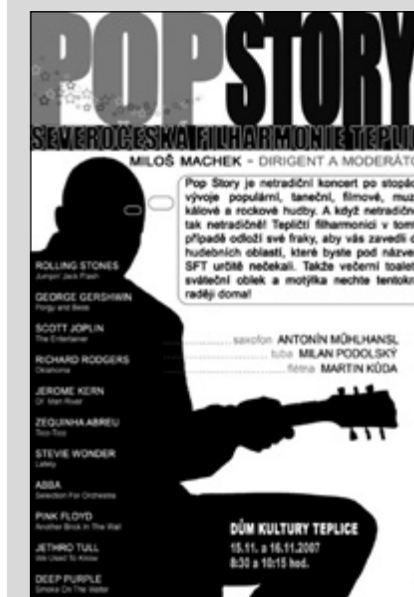 POP STORY
SEVEROČESKÁ FILHARMONIE TEPLI
MILOŠ MACHEK - DIRIGENT A MODERÁTO
Pop Story je netradiční koncert po stopác
vývoje populární, taneční, filmové, muz
kálové a rockové hudby. A když netradičn
tak netradičně! Tepličtí filharmonici v tom
případě odloží své fraky, aby vás zavedli d
hudebních oblastí, které byste pod názve
SFT určitě nečekali. Takže večerní toalet
sváteční oblek a motýlka nechte tentokr
raději doma!
ROLLING STONES
Jumpin' Jack Flash
GEORGE GERSHWIN
Porgy and Bess
SCOTT JOPLIN
The Entertainer
RICHARD RODGERS
Oklahoma
JEROME KERN
Ol' Man River
ZEQUINHA ABREU
Tico-Tico
STEVIE WONDER
Lately
ABBA
Selection For Orchestra
PINK FLOYD
Another Brick In The Wall
JETHRO TULL
We Used To Know
DEEP PURPLE
Smoke On The Water
saxofon ANTONÍN MÜHLHANSL
tuba MILAN PODOLSKÝ
flétna MARTIN KŮDA
DŮM KULTURY TEPLICE
15.11. a 16.11.2007
8:30 a 10:15 hod.